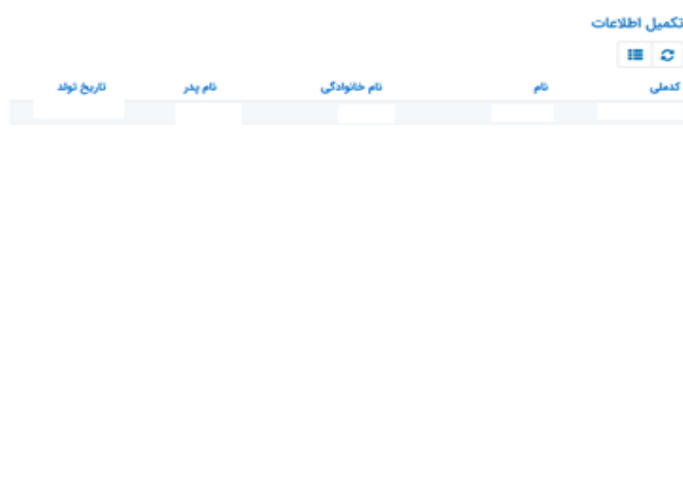 تکمیل اطلاعات
کدملی نام نام خانوادگی نام پدر تاریخ تولد